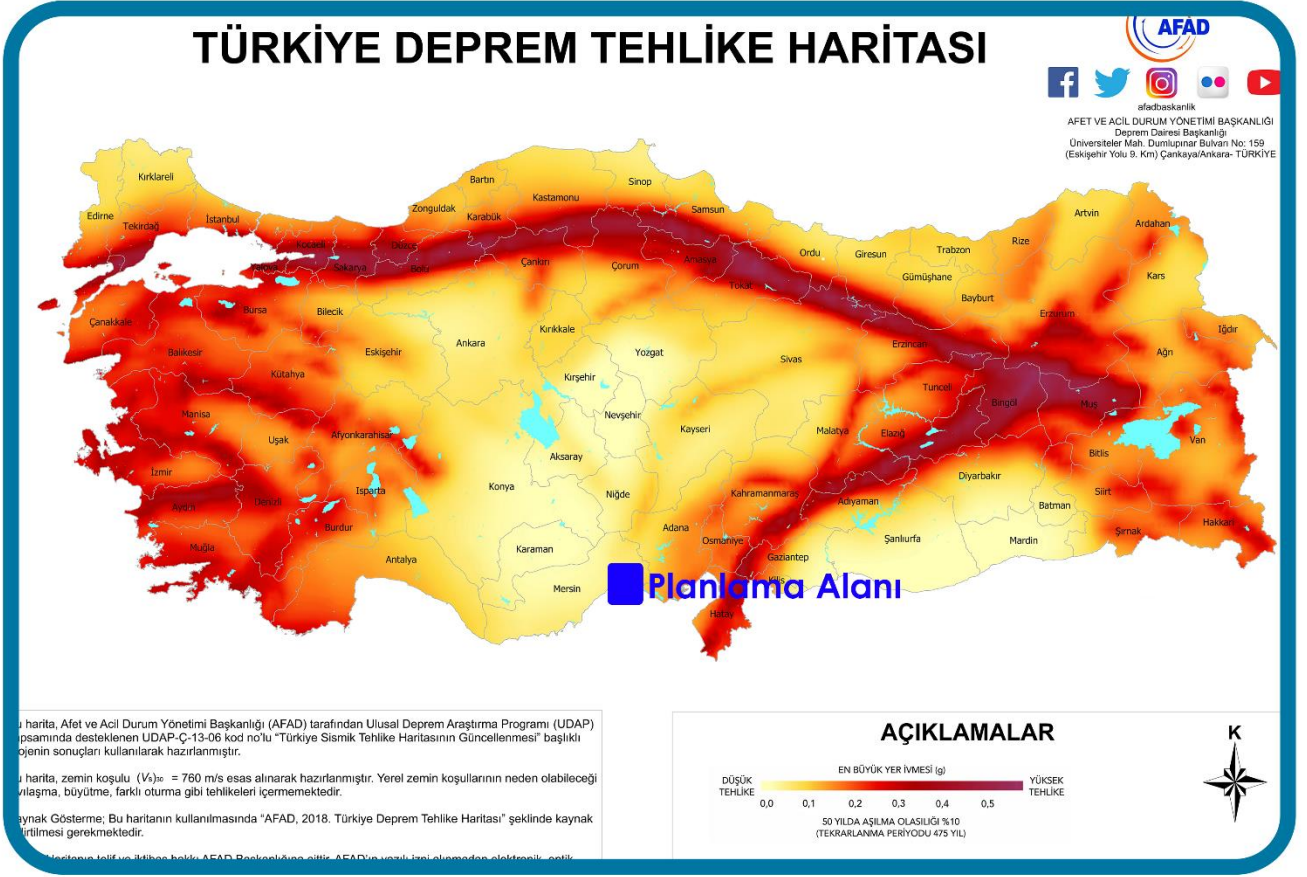 TÜRKİYE DEPREM TEHLİKE HARİTASI
AFAD
afadbaskanlik
AFET VE ACİL DURUM YÖNETİMİ BAŞKANLIĞI
Deprem Dairesi Başkanlığı
Üniversiteler Mah. Dumlupınar Bulvarı No: 159
(Eskişehir Yolu 9. Km) Çankaya/Ankara- TÜRKİYE
Kırklareli
Edirne
Tekirdağ
İstanbul
Kocaeli
Yalova
Sakarya
Düzce
Bolu
Zonguldak
Bartın
Karabük
Kastamonu
Sinop
Samsun
Çankırı
Çorum
Amasya
Tokat
Ordu
Giresun
Trabzon
Gümüşhane
Bayburt
Rize
Artvin
Ardahan
Kars
Iğdır
Ağrı
Erzurum
Erzincan
Çanakkale
Bursa
Bilecik
Balıkesir
Kütahya
Eskişehir
Ankara
Kırıkkale
Yozgat
Kırşehir
Nevşehir
Sivas
Kayseri
Malatya
Tunceli
Elazığ
Bingöl
Muş
Bitlis
Van
Manisa
Uşak
Afyonkarahisar
İzmir
Aydın
Denizli
Isparta
Burdur
Muğla
Antalya
Konya
Aksaray
Niğde
Karaman
Mersin
Adana
Osmaniye
Kahramanmaraş
Adıyaman
Gaziantep
Kilis
Hatay
Şanlıurfa
Diyarbakır
Batman
Mardin
Siirt
Şırnak
Hakkari
Planlama Alanı
harita, Afet ve Acil Durum Yönetimi Başkanlığı (AFAD) tarafından Ulusal Deprem Araştırma Programı (UDAP)
desteklenen UDAP-Ç-13-06 kod no'lu “Türkiye Sismik Tehlike Haritasının Güncellenmesi” başlıklı
sonuçları kullanılarak hazırlanmıştır.
harita, zemin koşulu (Vs)30 = 760 m/s esas alınarak hazırlanmıştır. Yerel zemin koşullarının neden olabileceği
büyütme, farklı oturma gibi tehlikeleri içermemektedir.
Gösterme; Bu haritanın kullanılmasında “AFAD, 2018. Türkiye Deprem Tehlike Haritası” şeklinde kaynak
gerekmektedir.
AÇIKLAMALAR
K
EN BÜYÜK YER İVMESİ (g)
DÜŞÜK TEHLİKE
YÜKSEK TEHLİKE
0,0 0,1 0,2 0,3 0,4 0,5
50 YILDA AŞILMA OLASILIĞI %10
(TEKRARLANMA PERİYODU 475 YIL)